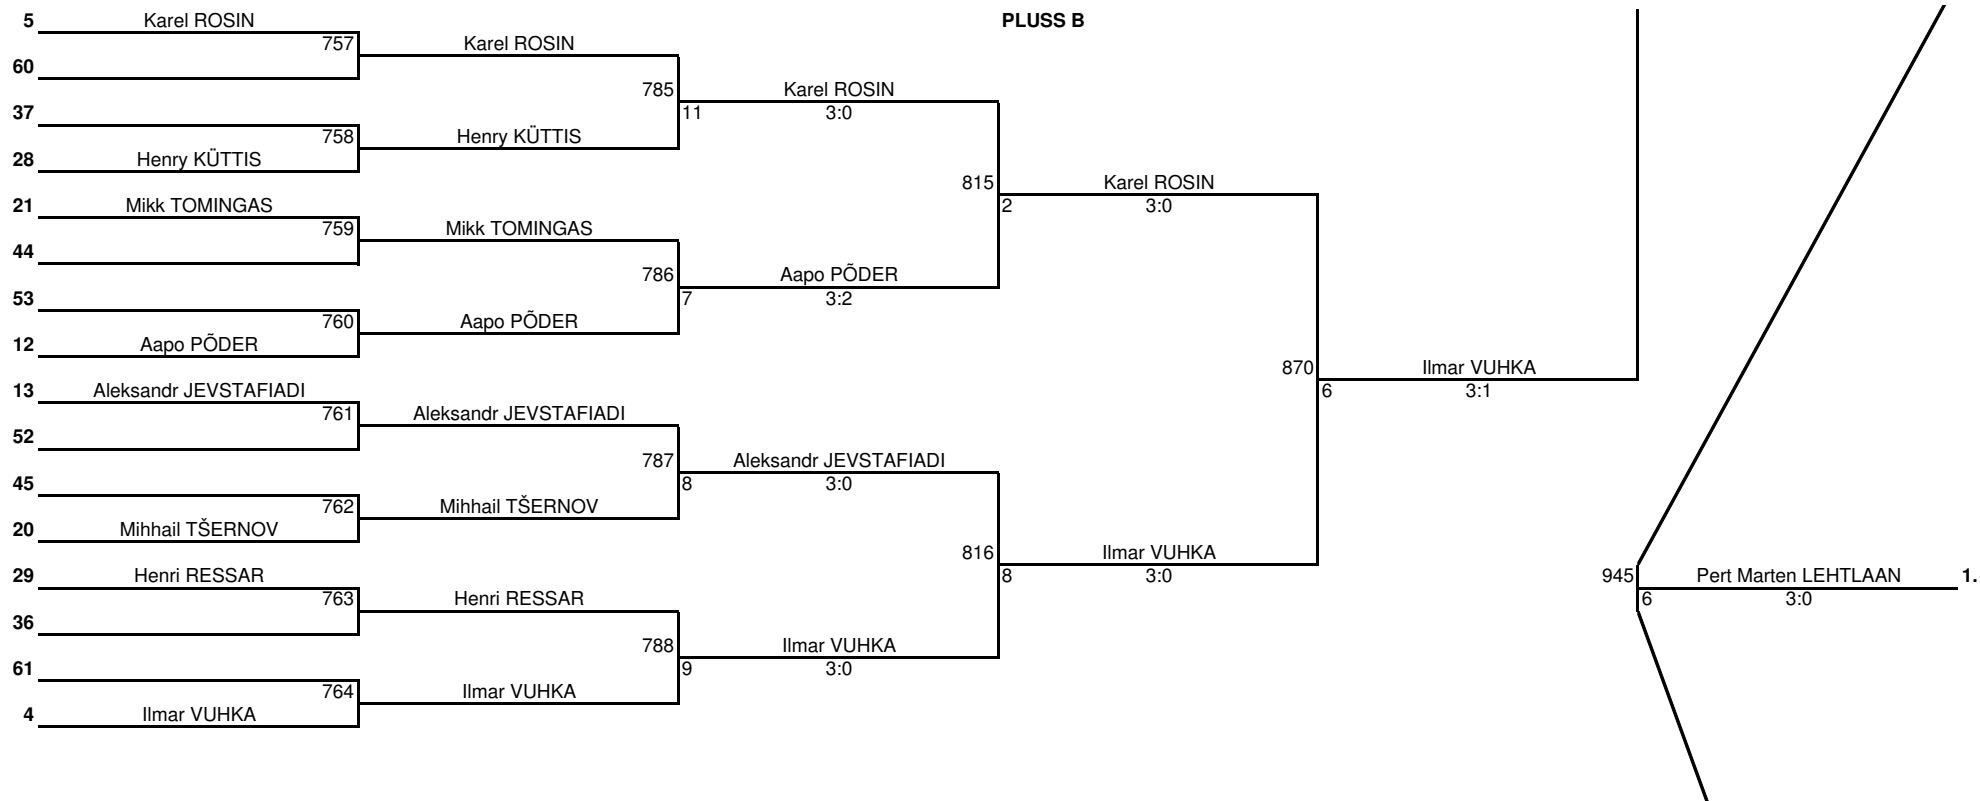 PLUSS B
5 Karel ROSIN
757 Karel ROSIN
60
785 Karel ROSIN
37
11 3:0
758 Henry KÜTTIS
28 Henry KÜTTIS
815 Karel ROSIN
21 Mikk TOMINGAS
2 3:0
759 Mikk TOMINGAS
44
786 Aapo PÕDER
53
7 3:2
760 Aapo PÕDER
12 Aapo PÕDER
870 Ilmar VUHKA
13 Aleksandr JEVSTAFIADI
6 3:1
761 Aleksandr JEVSTAFIADI
52
787 Aleksandr JEVSTAFIADI
45
8 3:0
762 Mihhail TŠERNOV
20 Mihhail TŠERNOV
816 Ilmar VUHKA
29 Henri RESSAR
8 3:0
945 Pert Marten LEHTLAAN 1.
6 3:0
763 Henri RESSAR
36
788 Ilmar VUHKA
61
9 3:0
764 Ilmar VUHKA
4 Ilmar VUHKA